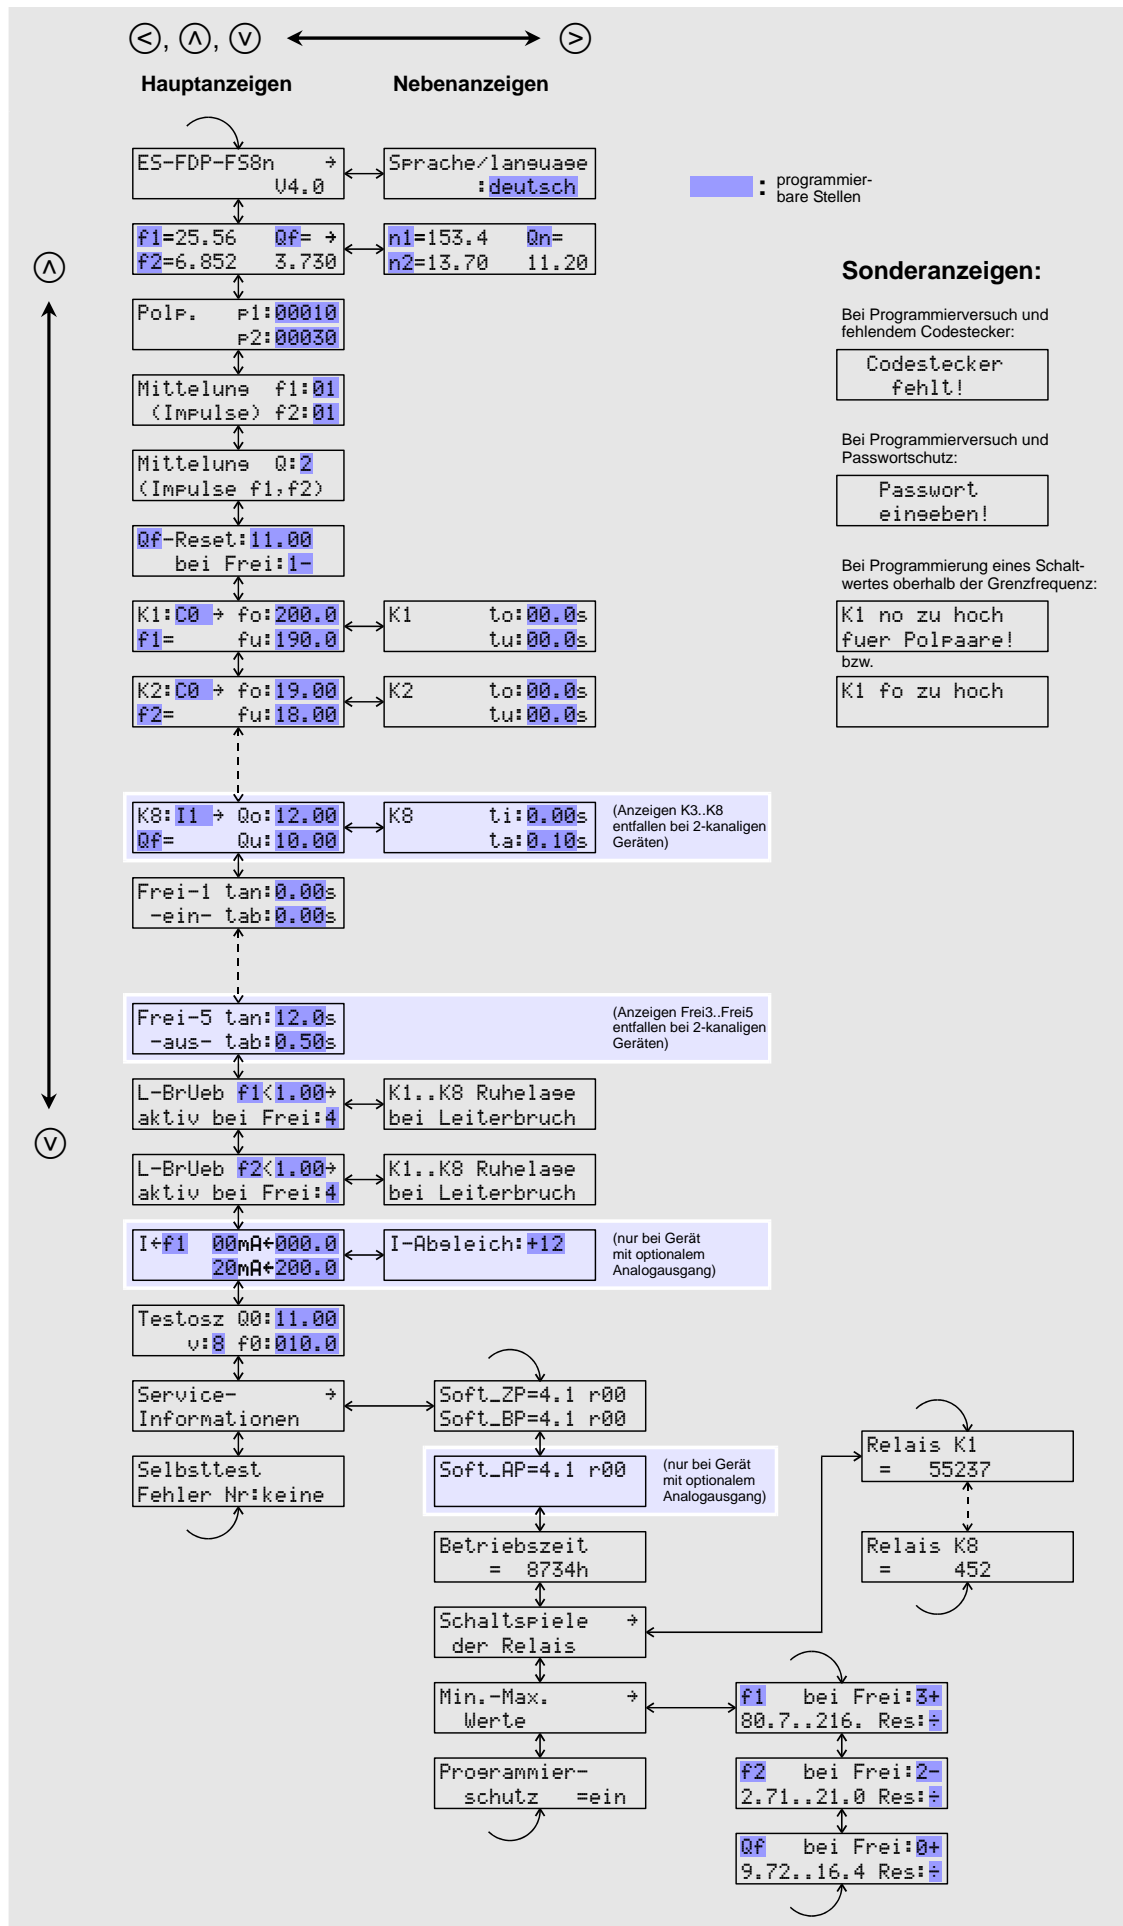 <, ∧, ∨ >
Hauptanzeigen Nebenanzeigen
ES-FDP-FS8n →
V4.0
Sprache/language
:deutsch
: programmier-
bare Stellen
f1=25.56 Qf= →
f2=6.852 3.730
n1=153.4 Qn=
n2=13.70 11.20
∧
Sonderanzeigen:
Polp. p1:00010
p2:00030
Bei Programmierversuch und
fehlendem Codestecker:
Codestecker
fehlt!
Mittelung f1:01
(Impulse) f2:01
Mittelung Q:2
(Impulse f1,f2)
Bei Programmierversuch und
Passwortschutz:
Passwort
eingeben!
Qf-Reset:11.00
bei Frei:1-
Bei Programmierung eines Schalt-
wertes oberhalb der Grenzfrequenz:
K1:C0 → fo:200.0
f1= fu:190.0
K1 to:00.0s
tu:00.0s
K1 no zu hoch
fuer Polpaare!
bzw.
K1 fo zu hoch
K2:C0 → fo:19.00
f2= fu:18.00
K2 to:00.0s
tu:00.0s
K8:I1 → Qo:12.00
Qf= Qu:10.00
K8 ti:0.00s
ta:0.10s
(Anzeigen K3..K8
entfallen bei 2-kanaligen
Geräten)
Frei-1 tan:0.00s
-ein- tab:0.00s
Frei-5 tan:12.0s
-aus- tab:0.50s
(Anzeigen Frei3..Frei5
entfallen bei 2-kanaligen
Geräten)
L-BrUeb f1<1.00→
aktiv bei Frei:4
K1..K8 Ruhelage
bei Leiterbruch
∨
L-BrUeb f2<1.00→
aktiv bei Frei:4
K1..K8 Ruhelage
bei Leiterbruch
I←f1 00mA←000.0
20mA←200.0
I-Abgleich:+12
(nur bei Gerät
mit optionalem
Analogausgang)
Testosz Q0:11.00
v:8 f0:010.0
Service- →
Informationen
Soft_ZP=4.1 r00
Soft_BP=4.1 r00
Selbsttest
Fehler Nr:keine
Soft_AP=4.1 r00
(nur bei Gerät
mit optionalem
Analogausgang)
Relais K1
= 55237
Betriebszeit
= 8734h
Relais K8
= 452
Schaltspiele →
der Relais
Min.-Max. →
Werte
f1 bei Frei:3+
80.7..216. Res:÷
Programmier-
schutz =ein
f2 bei Frei:2-
2.71..21.0 Res:÷
Qf bei Frei:0+
9.72..16.4 Res:÷